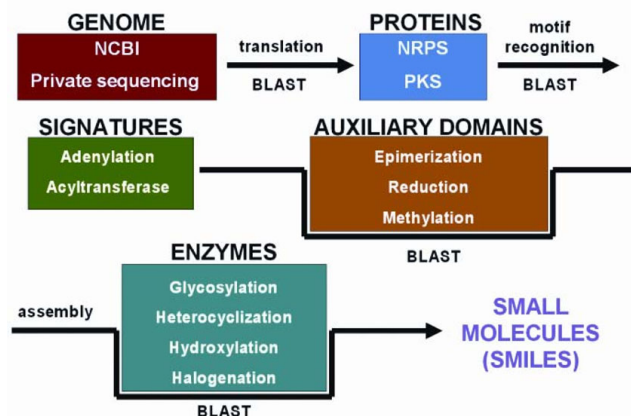 GENOME
NCBI
Private sequencing
translation
BLAST
PROTEINS
NRPS
PKS
motif
recognition
BLAST
SIGNATURES
Adenylation
Acyltransferase
AUXILIARY DOMAINS
Epimerization
Reduction
Methylation
BLAST
assembly
ENZYMES
Glycosylation
Heterocyclization
Hydroxylation
Halogenation
BLAST
SMALL
MOLECULES
(SMILES)